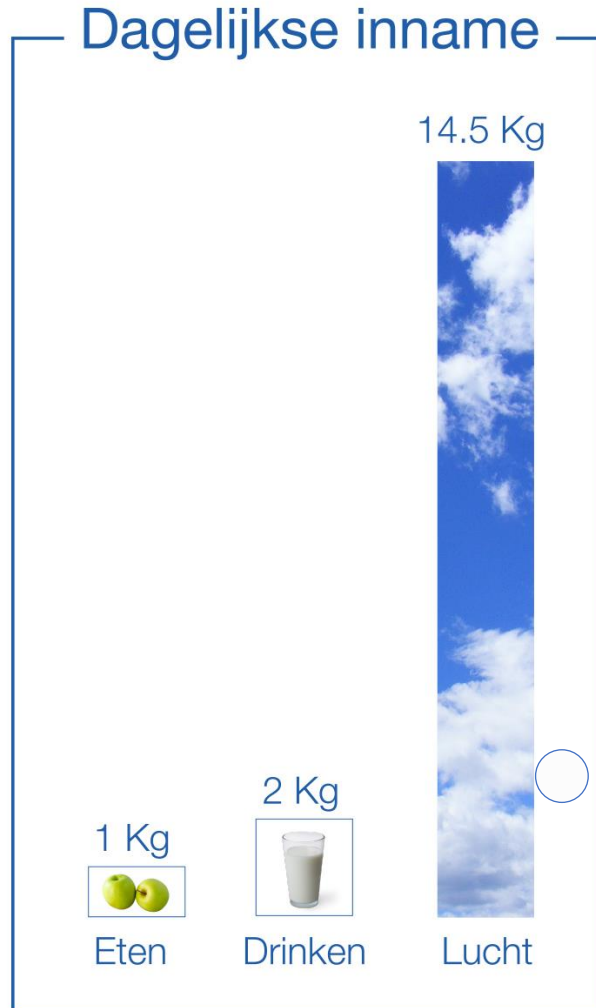 Dagelijkse inname
14.5 Kg
2 Kg
1 Kg
Eten
Drinken
Lucht